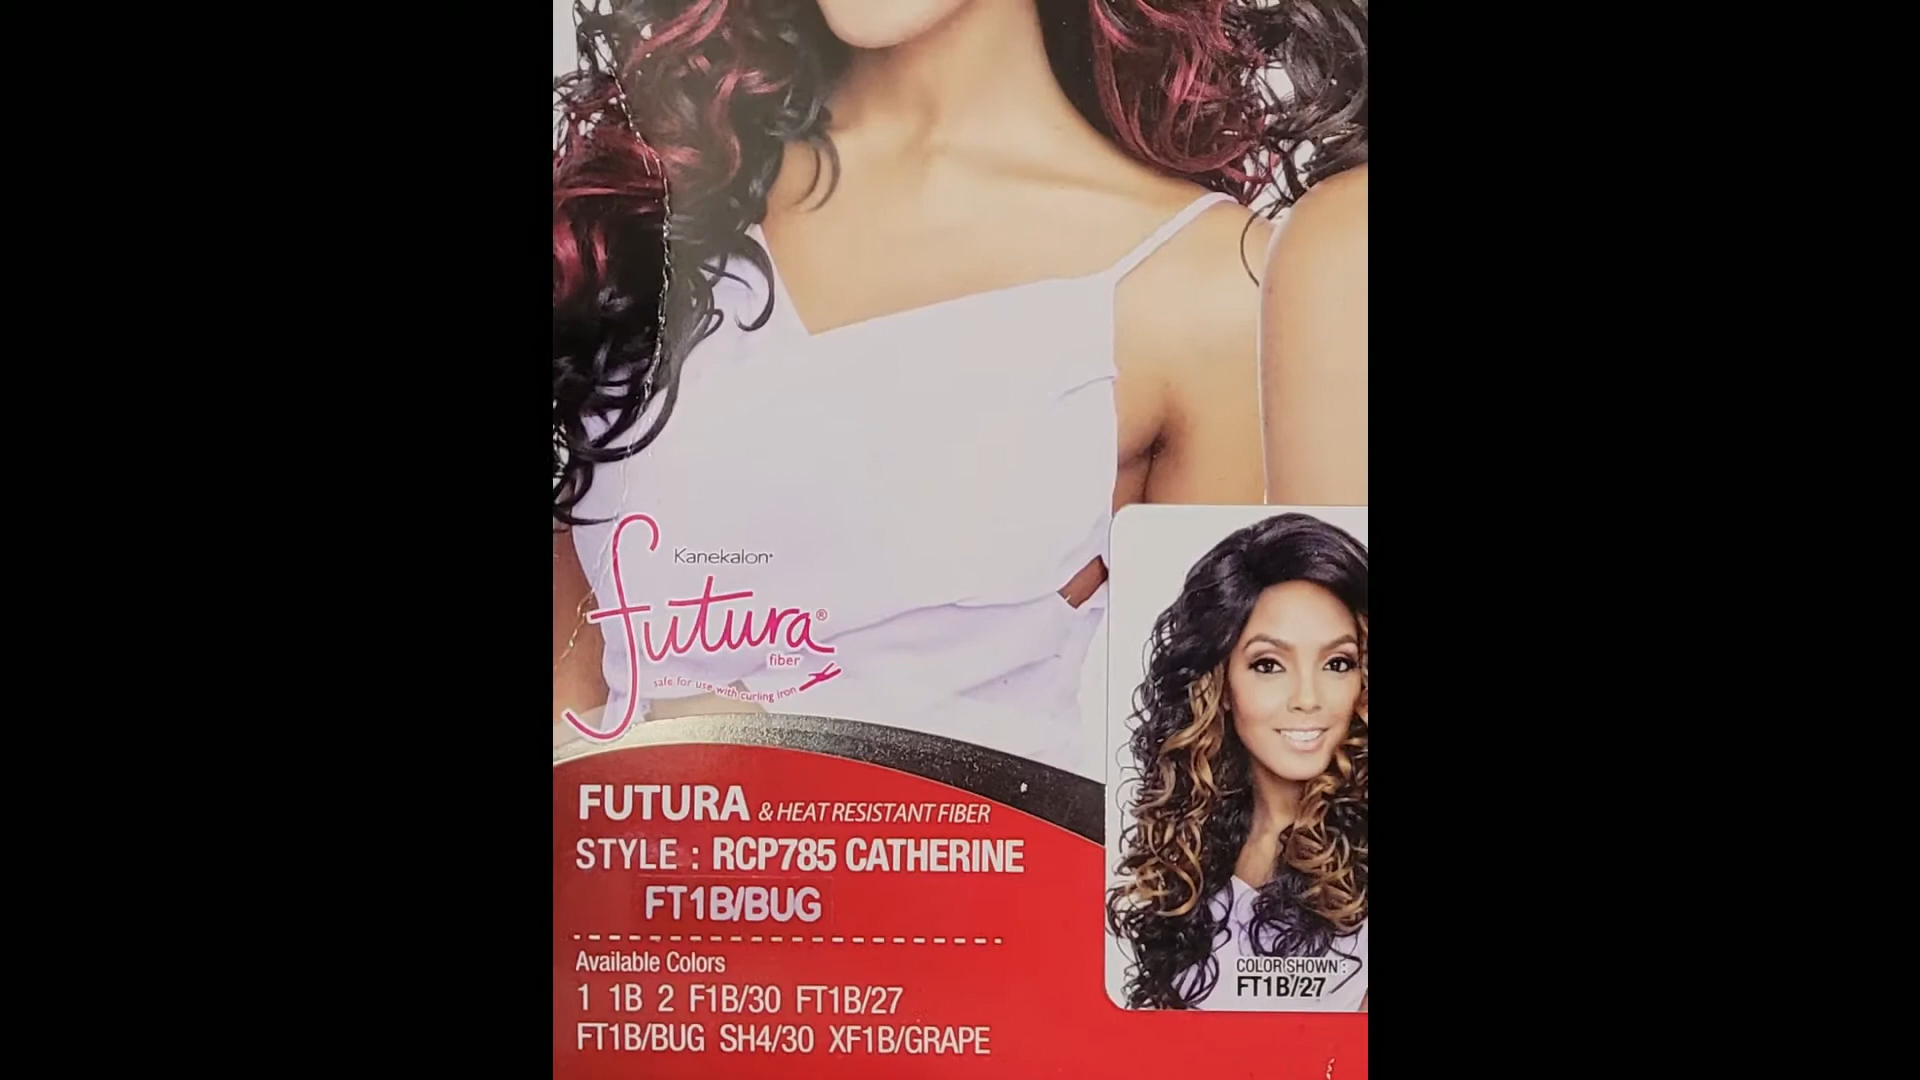 Kanekalon®
futura®
fiber
safe for use with curling iron
FUTURA & HEAT RESISTANT FIBER
STYLE : RCP785 CATHERINE
FT1B/BUG
Available Colors
1 1B 2 F1B/30 FT1B/27
FT1B/BUG SH4/30 XF1B/GRAPE
COLOR SHOWN :
FT1B/27